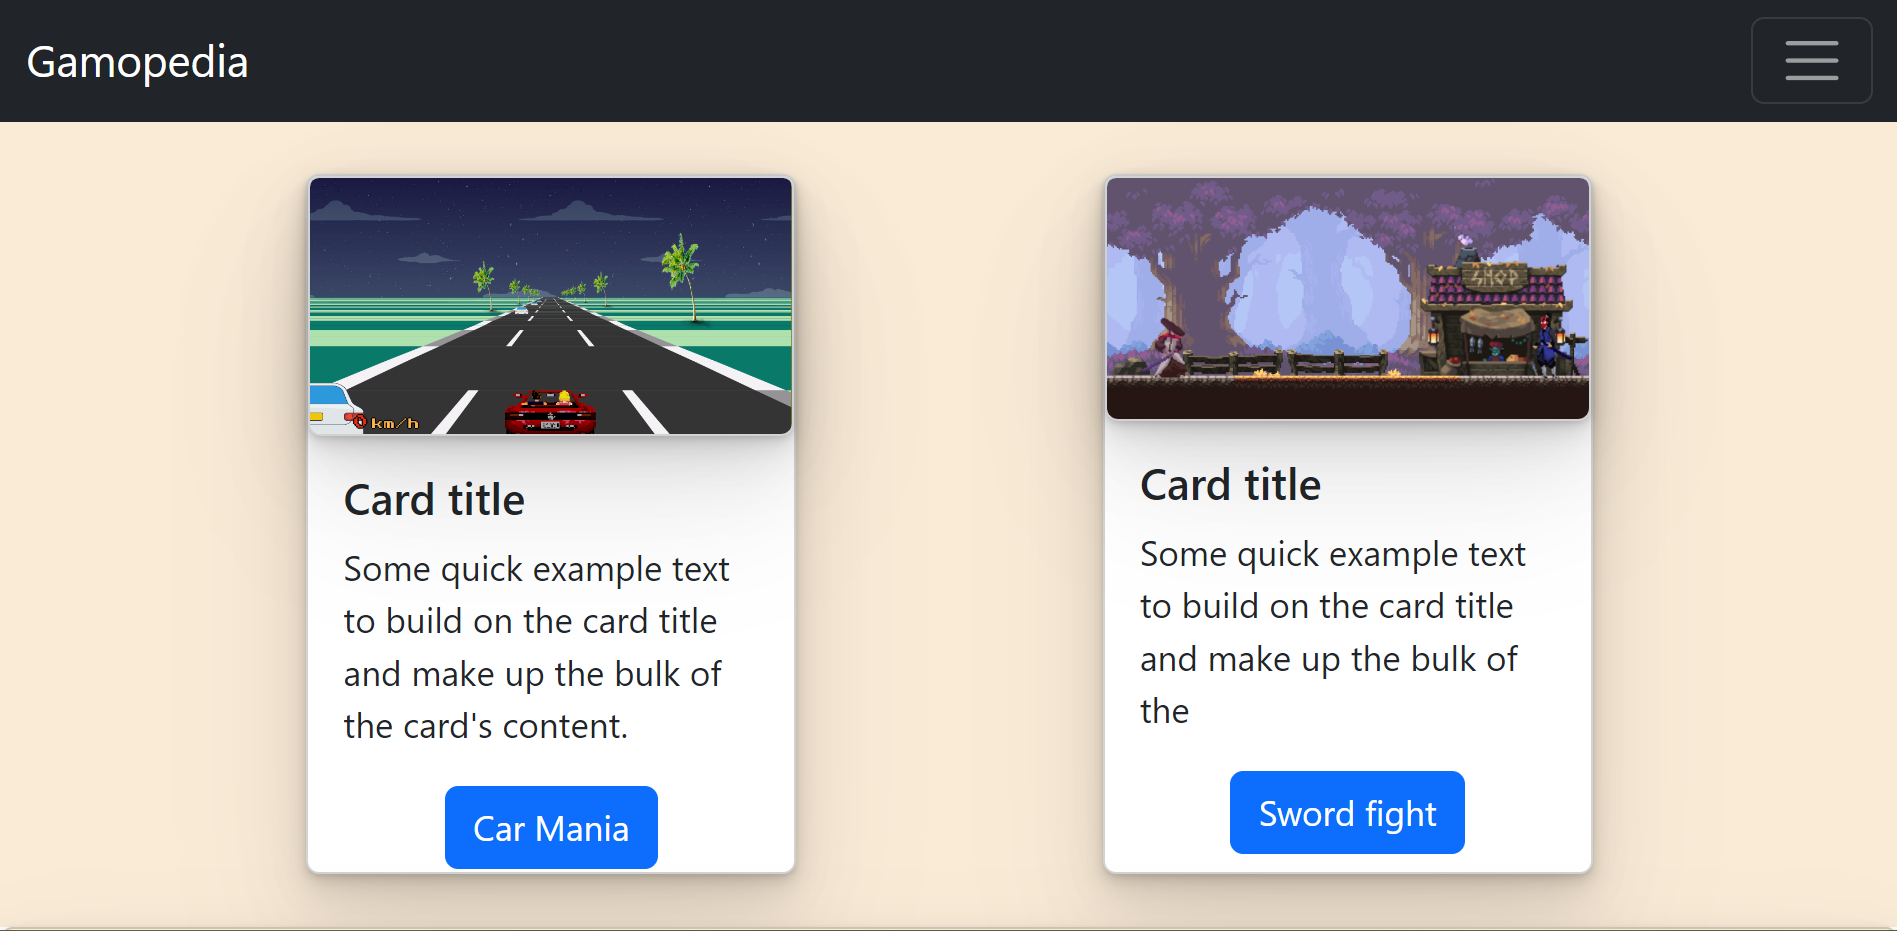 Gamopedia
km/h
Card title
Some quick example text
to build on the card title
and make up the bulk of
the card's content.
Car Mania
SHOP
Card title
Some quick example text
to build on the card title
and make up the bulk of
the
Sword fight